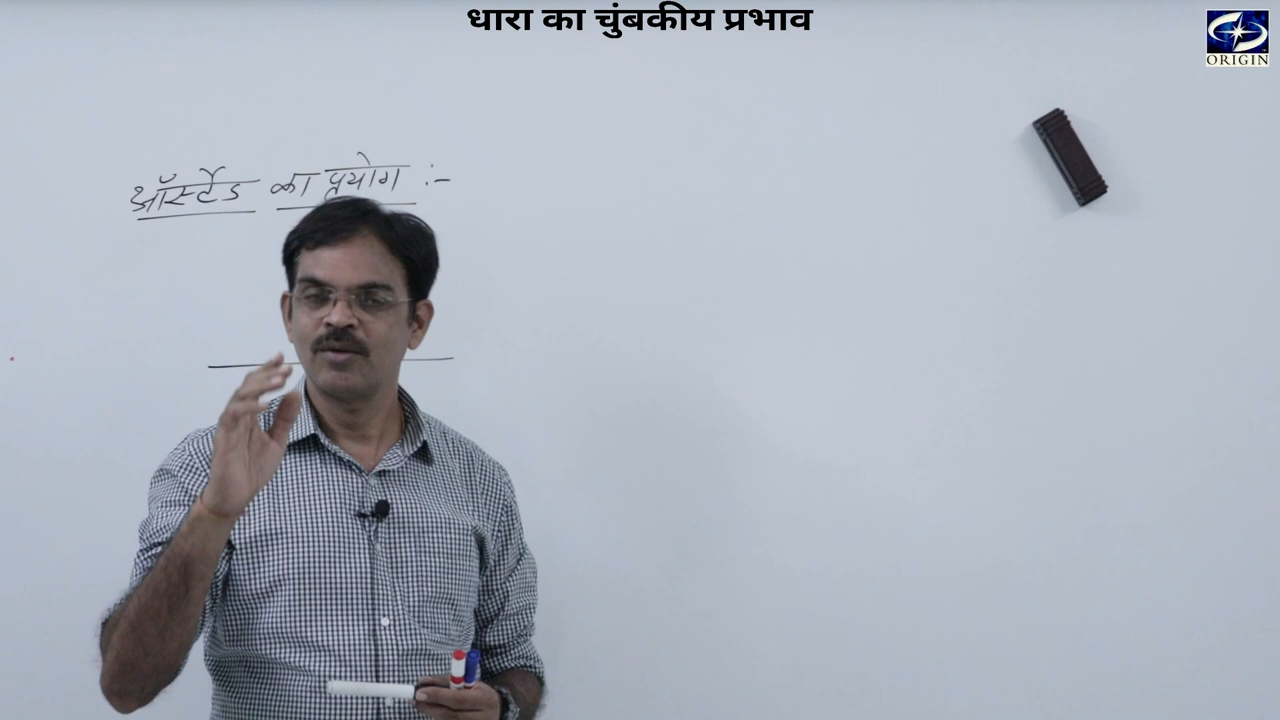 धारा का चुंबकीय प्रभाव
ORIGIN
ऑर्स्टेड का प्रयोग :-